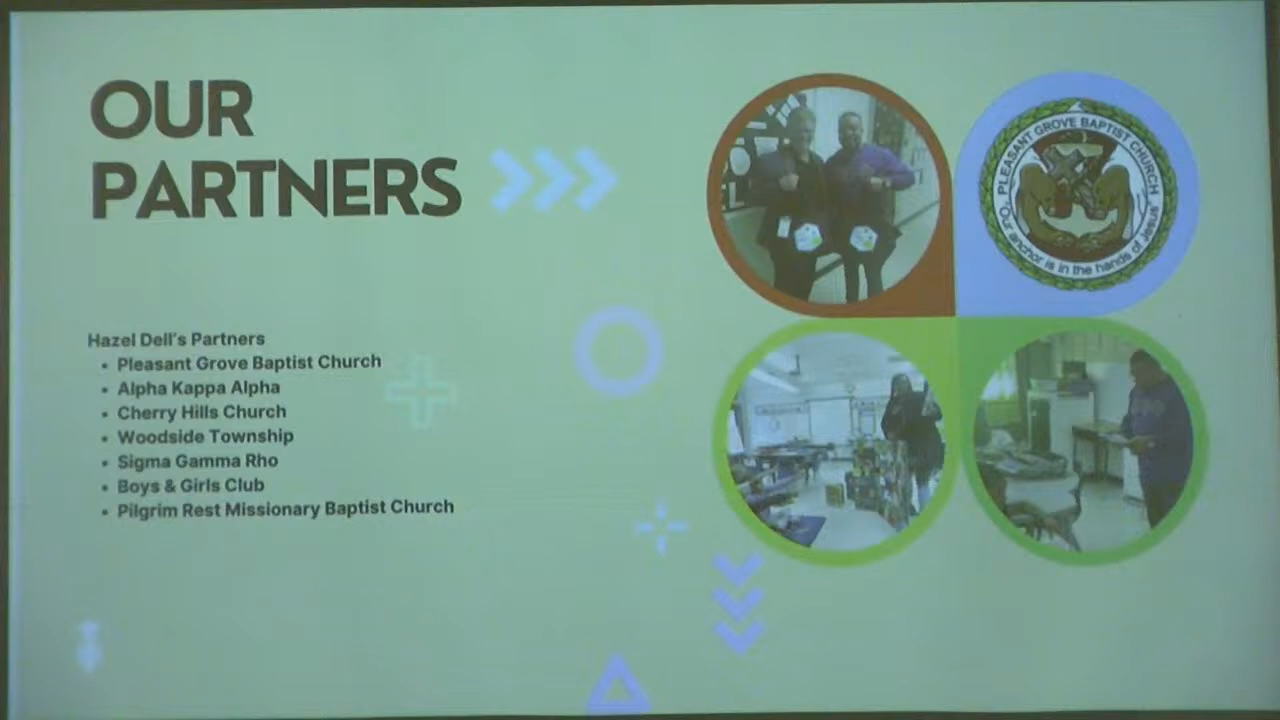 OUR
PARTNERS
Hazel Dell's Partners
• Pleasant Grove Baptist Church
• Alpha Kappa Alpha
• Cherry Hills Church
• Woodside Township
• Sigma Gamma Rho
• Boys & Girls Club
• Pilgrim Rest Missionary Baptist Church
PLEASANT GROVE BAPTIST CHURCH
"Our anchor is in the hands of Jesus"